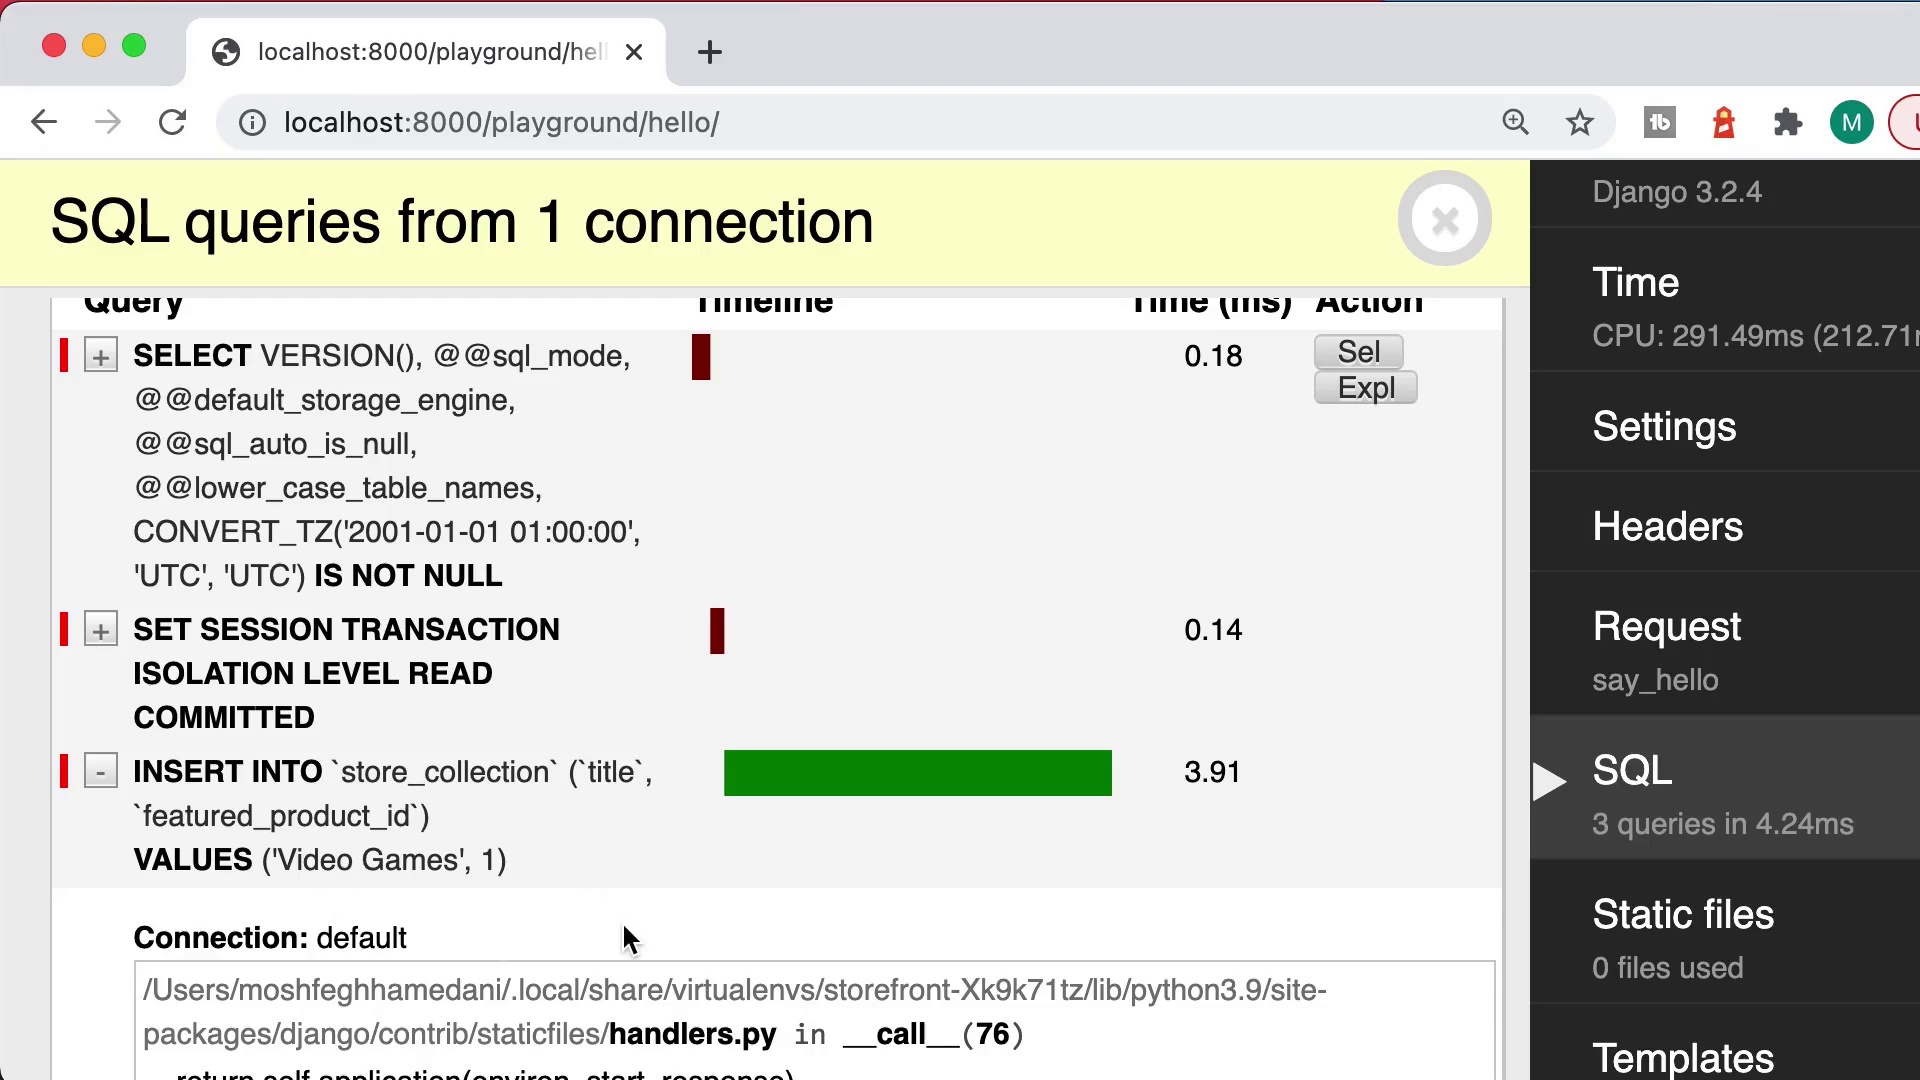 localhost:8000/playground/hell
localhost:8000/playground/hello/
M
SQL queries from 1 connection
Query Timeline Time (ms) Action
SELECT VERSION(), @@sql_mode, 0.18 Sel
@@default_storage_engine, Expl
@@sql_auto_is_null,
@@lower_case_table_names,
CONVERT_TZ('2001-01-01 01:00:00',
'UTC', 'UTC') IS NOT NULL
+ SET SESSION TRANSACTION 0.14
ISOLATION LEVEL READ
COMMITTED
- INSERT INTO `store_collection` (`title`, 3.91
`featured_product_id`)
VALUES ('Video Games', 1)
Connection: default
/Users/moshfeghhamedani/.local/share/virtualenvs/storefront-Xk9k71tz/lib/python3.9/site-
packages/django/contrib/staticfiles/handlers.py in __call__(76)
return self.application(environ, start_response)
Django 3.2.4
Time
CPU: 291.49ms (212.71
Settings
Headers
Request
say_hello
SQL
3 queries in 4.24ms
Static files
0 files used
Templates